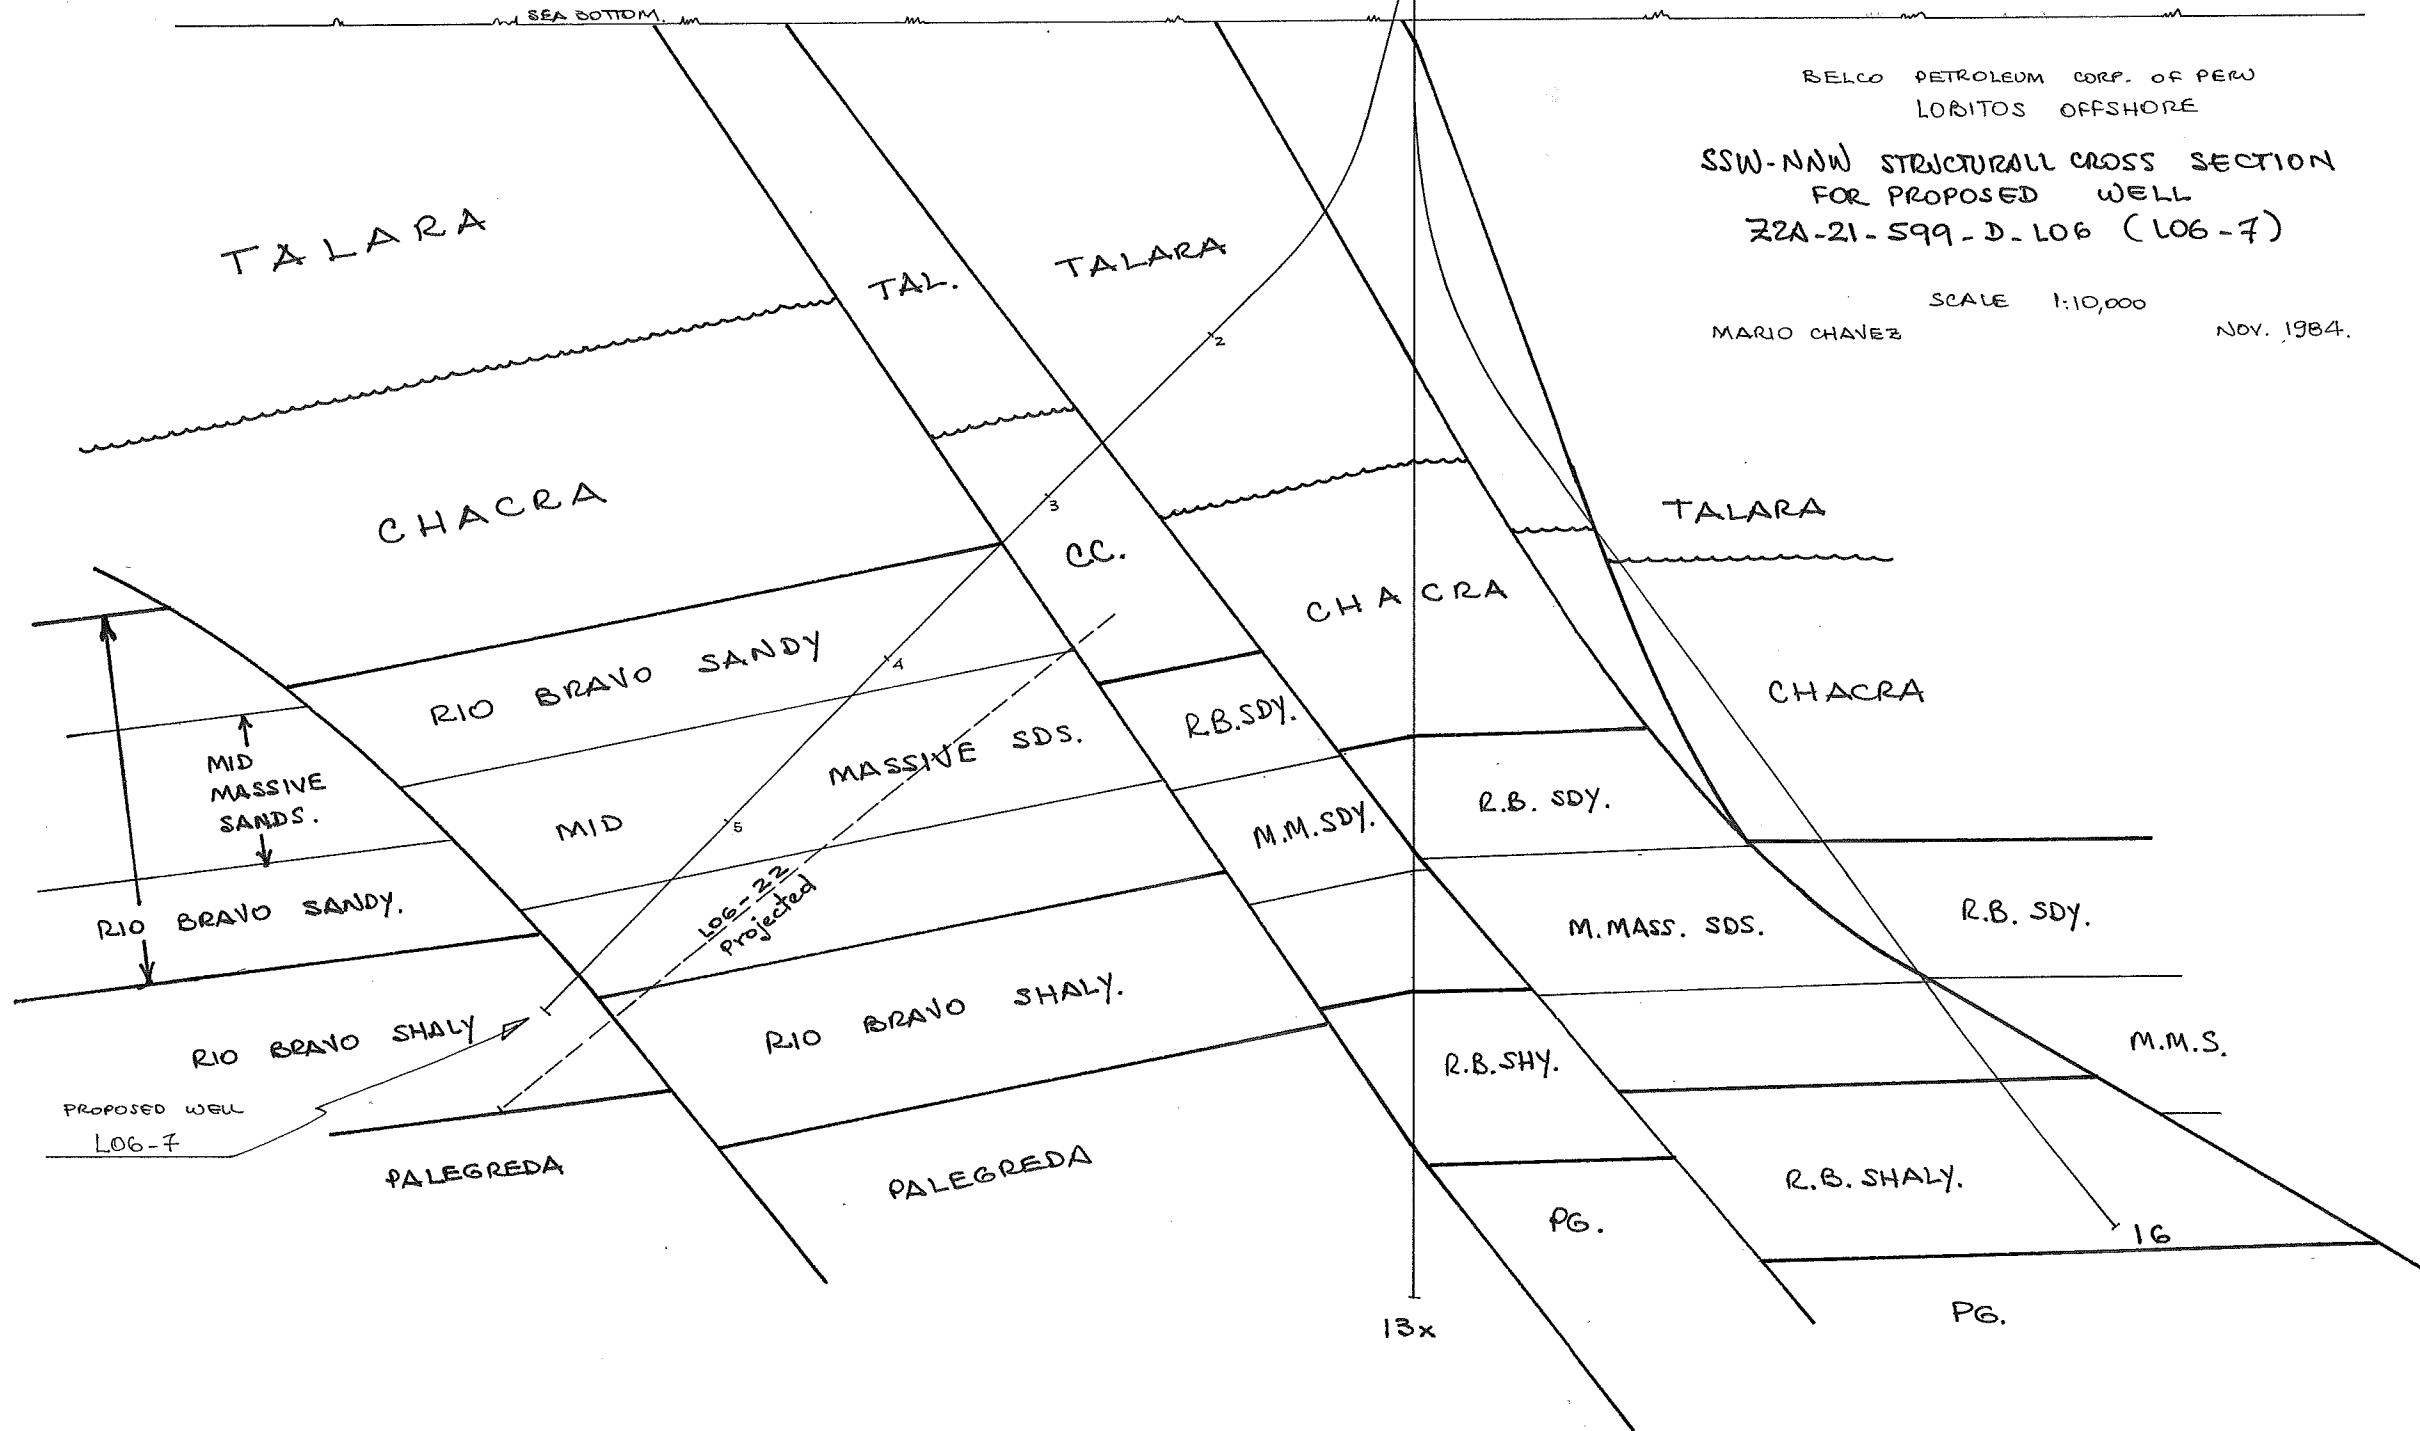 SEA BOTTOM.
BELCO PETROLEUM CORP. OF PERU
LOBITOS OFFSHORE
SSW-NNW STRUCTURALL CROSS SECTION
FOR PROPOSED WELL
Z2A-21-599-D-LO6 (LO6-7)
SCALE 1:10,000
MARIO CHAVEZ NOV. 1984.
TALARA
TAL.
TALARA
2
CHACRA
3
C.C.
TALARA
CHACRA
CHACRA
RIO BRAVO SANDY
4
R.B.SDY.
MID
MASSIVE
SANDS.
MASSIVE SDS.
MID
5
M.M.SDY.
R.B. SDY.
LO6-22
Projected
RIO BRAVO SANDY.
M.MASS. SDS.
R.B. SDY.
RIO BRAVO SHALY
RIO BRAVO SHALY.
R.B.SHY.
M.M.S.
PROPOSED WELL
LO6-7
PALEGREDA
PALEGREDA
R.B.SHALY.
PG.
16
13x
PG.